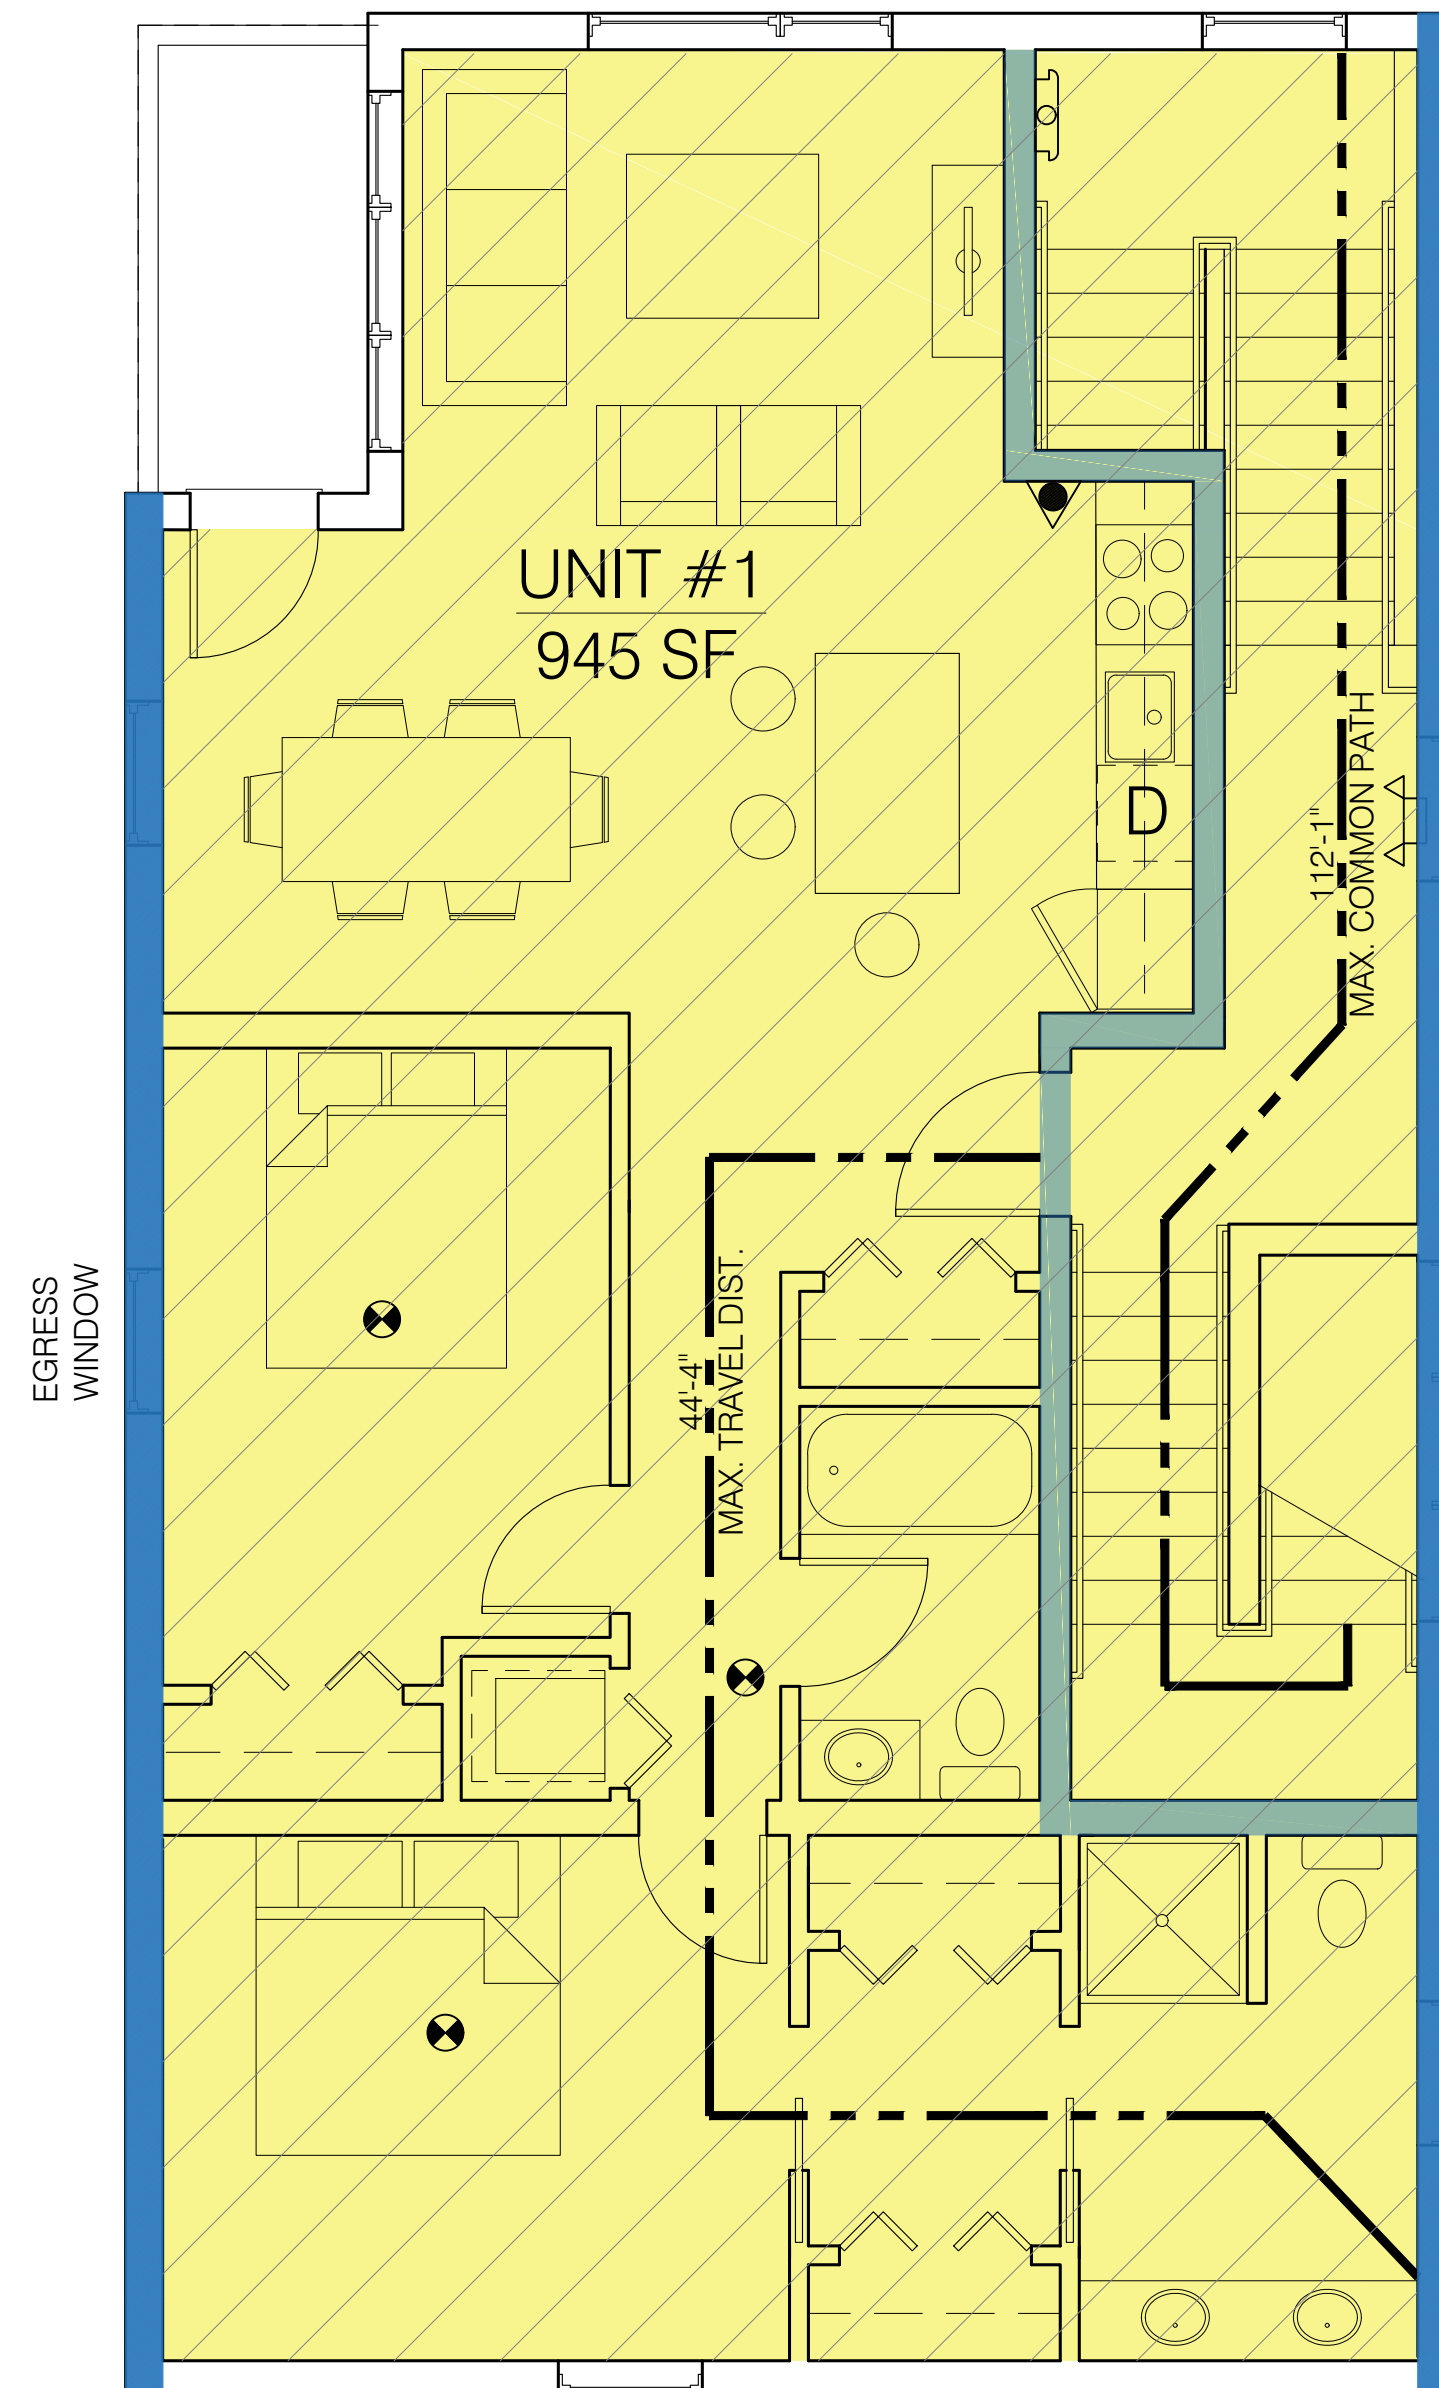 UNIT #1
945 SF
D
112'-1"
MAX. COMMON PATH
EGRESS
WINDOW
44'-4"
MAX. TRAVEL DIST.